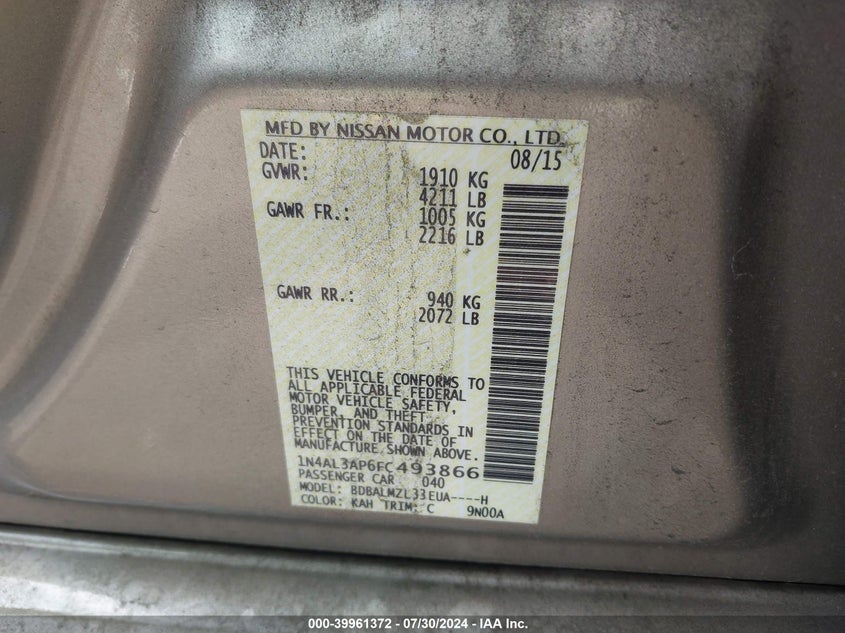 MFD BY NISSAN MOTOR CO., LTD.
DATE: 08/15
GVWR: 1910 KG
4211 LB
GAWR FR.: 1005 KG
2216 LB
GAWR RR.: 940 KG
2072 LB
THIS VEHICLE CONFORMS TO
ALL APPLICABLE FEDERAL
MOTOR VEHICLE SAFETY,
BUMPER, AND THEFT
PREVENTION STANDARDS IN
EFFECT ON THE DATE OF
MANUFACTURE SHOWN ABOVE.
1N4AL3AP6FC493866
PASSENGER CAR 040
MODEL: BDBALMZL33EUA----H
COLOR: KAH TRIM: C 9N00A
000-39961372 - 07/30/2024 - IAA Inc.